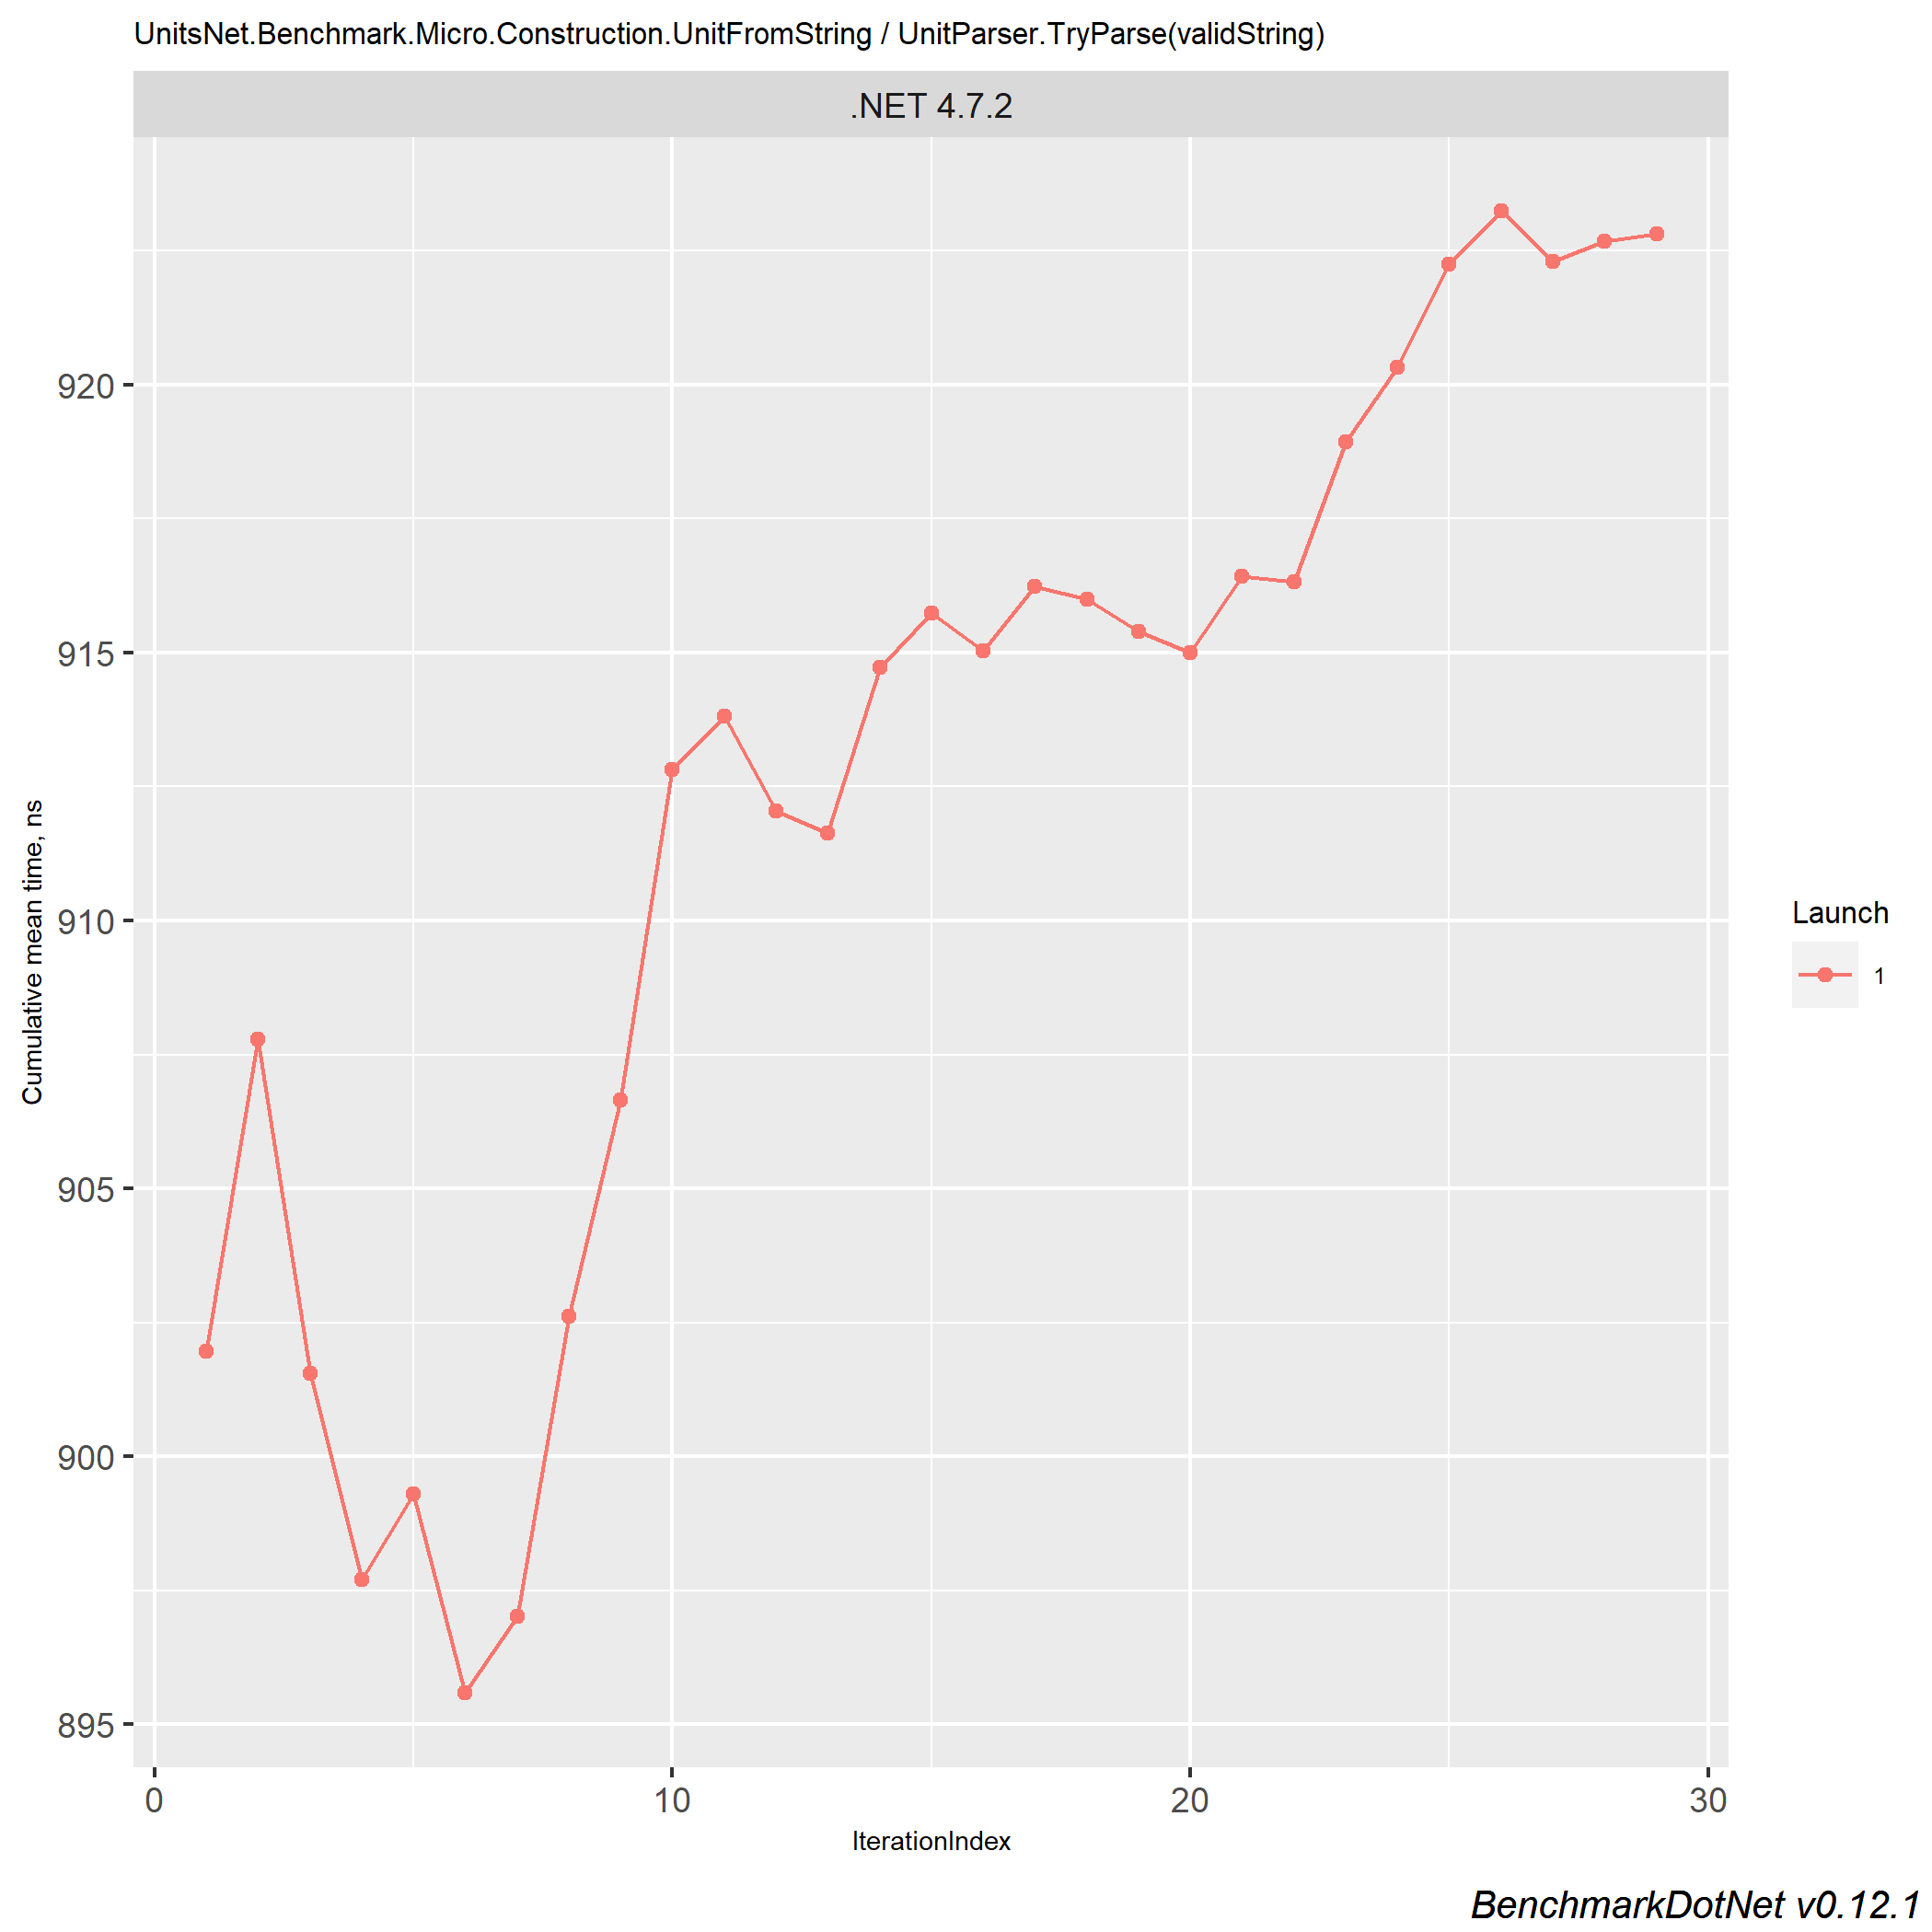 UnitsNet.Benchmark.Micro.Construction.UnitFromString / UnitParser.TryParse(validString)
.NET 4.7.2
920
915
910
905
900
895
Cumulative mean time, ns
0 10 20 30
IterationIndex
Launch
1
BenchmarkDotNet v0.12.1